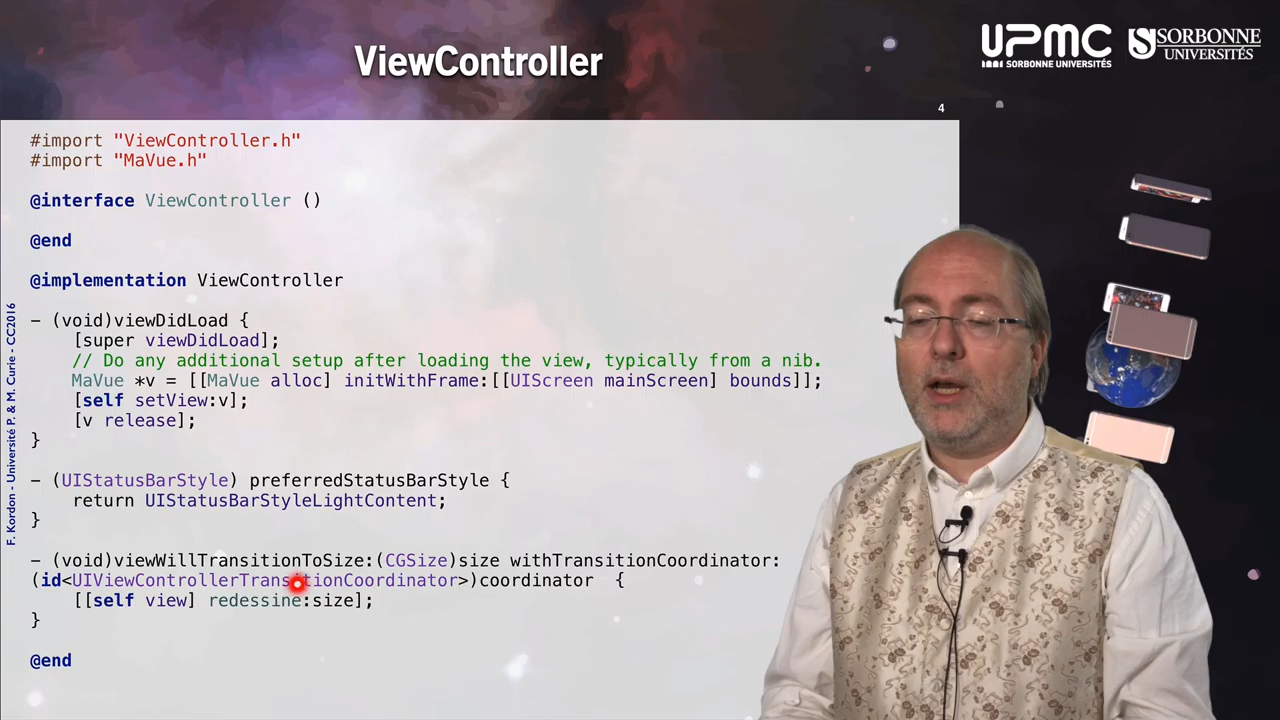 ViewController
UPMC
SORBONNE UNIVERSITÉS
SORBONNE
UNIVERSITÉS
4
#import "ViewController.h"
#import "MaVue.h"
@interface ViewController ()
@end
@implementation ViewController
- (void)viewDidLoad {
[super viewDidLoad];
// Do any additional setup after loading the view, typically from a nib.
MaVue *v = [[MaVue alloc] initWithFrame:[[UIScreen mainScreen] bounds]];
[self setView:v];
[v release];
}
- (UIStatusBarStyle) preferredStatusBarStyle {
return UIStatusBarStyleLightContent;
}
- (void)viewWillTransitionToSize:(CGSize)size withTransitionCoordinator:
(id<UIViewControllerTransitionCoordinator>)coordinator {
[[self view] redessine:size];
}
@end
F. Kordon - Université P. & M. Curie - CC2016